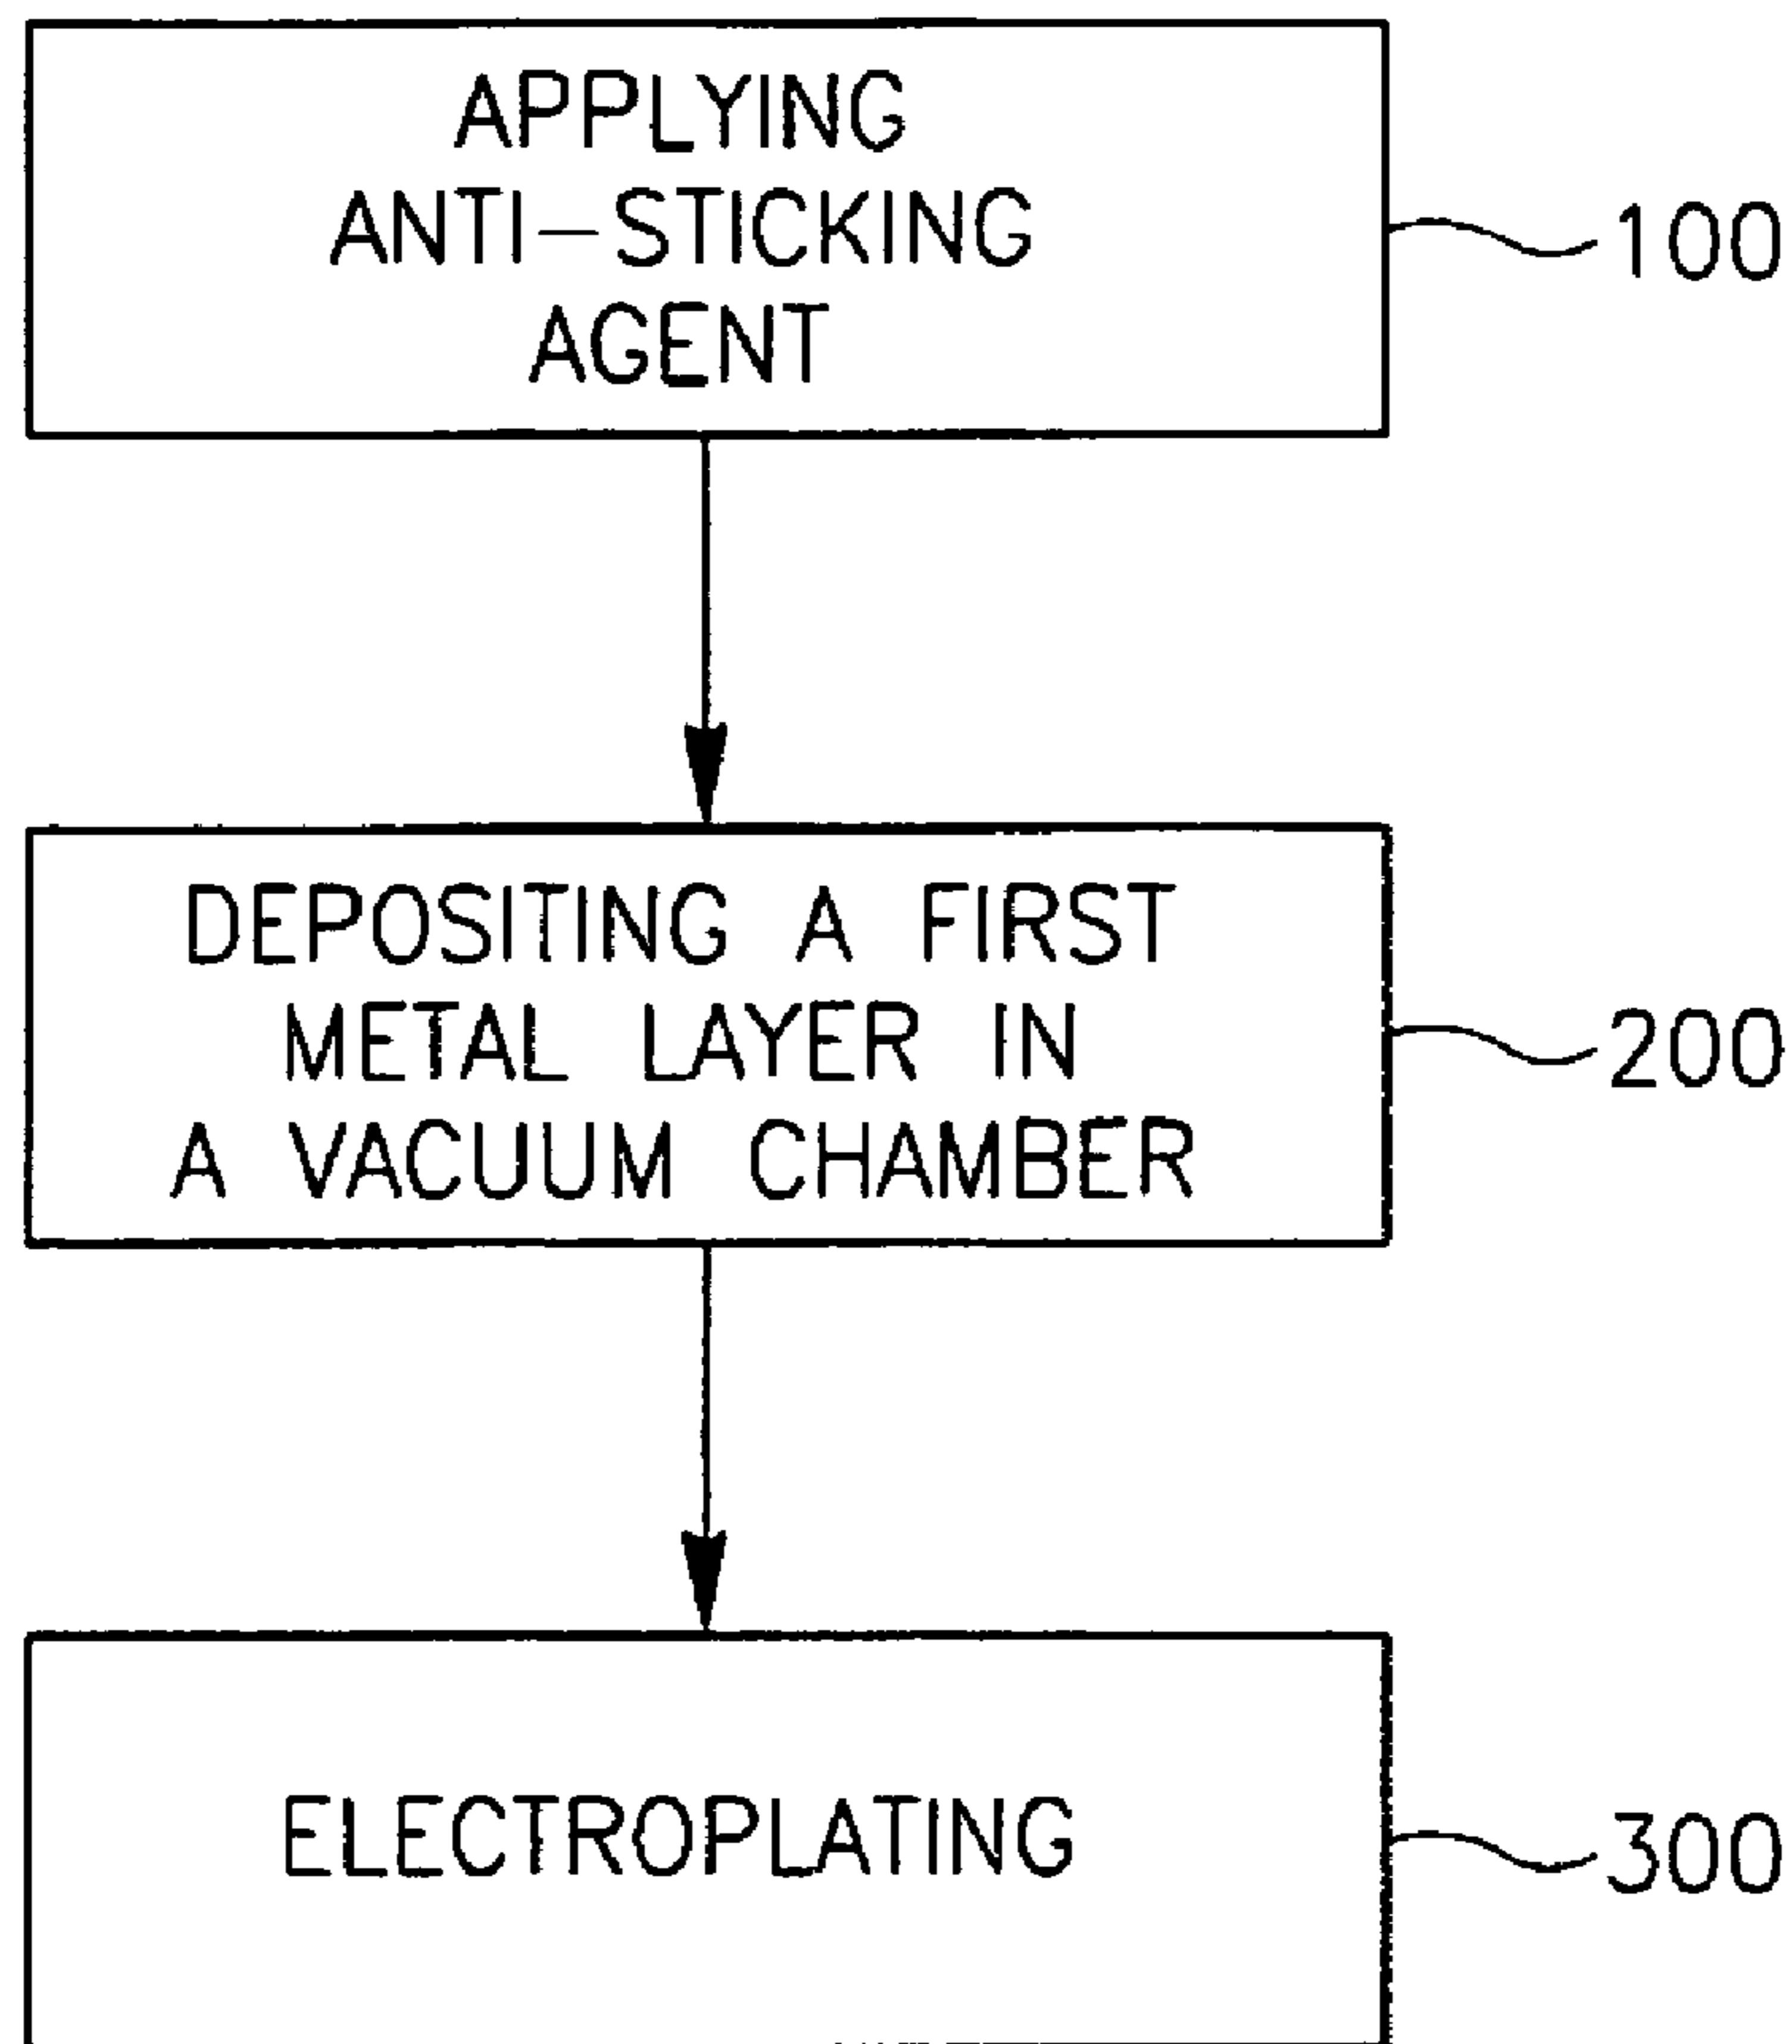 APPLYING
ANTI-STICKING
AGENT
100
DEPOSITING A FIRST
METAL LAYER IN
A VACUUM CHAMBER
200
ELECTROPLATING
300